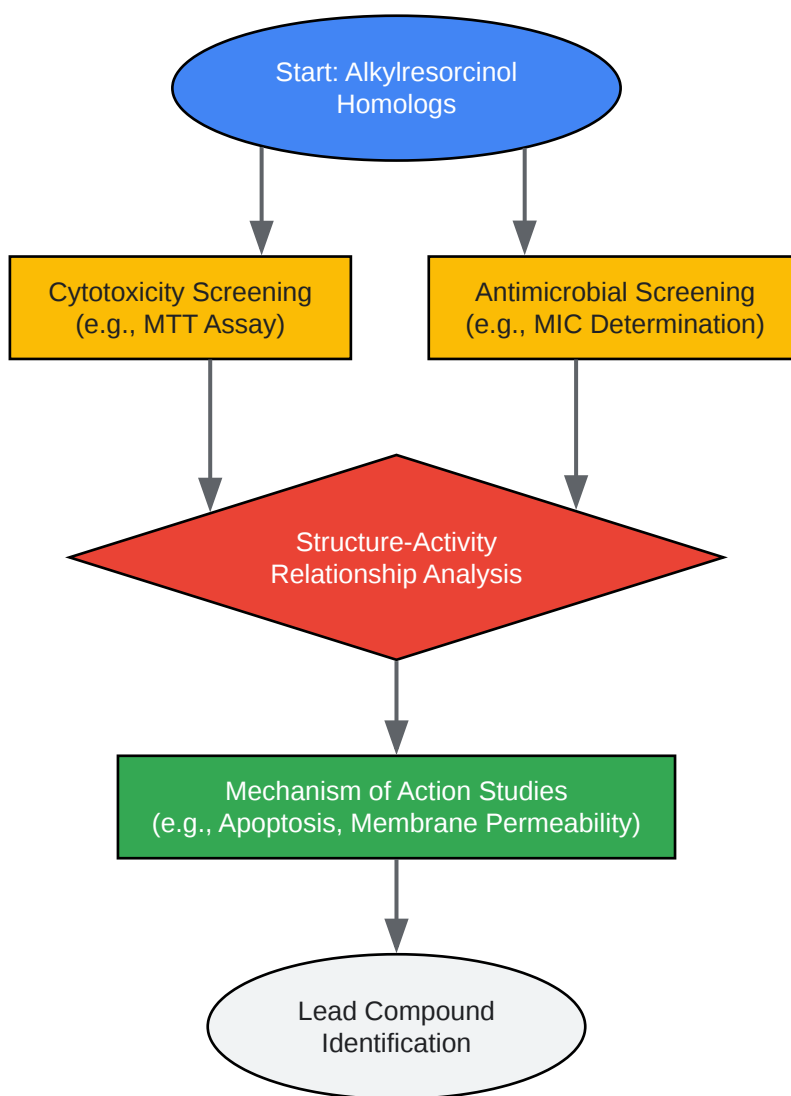 Start: Alkylresorcinol
Homologs
Cytotoxicity Screening
(e.g., MTT Assay)
Antimicrobial Screening
(e.g., MIC Determination)
Structure-Activity
Relationship Analysis
Mechanism of Action Studies
(e.g., Apoptosis, Membrane Permeability)
Lead Compound
Identification